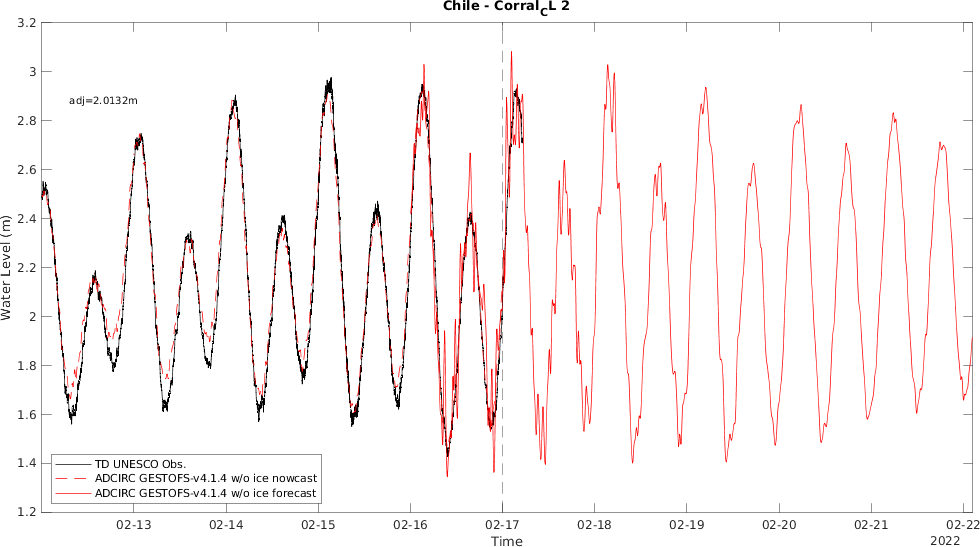 Chile - Corral_CL 2
3.2
3
2.8
2.6
2.4
2.2
2
1.8
1.6
1.4
1.2
Water Level (m)
adj=2.0132m
TD UNESCO Obs.
ADCIRC GESTOFS-v4.1.4 w/o ice nowcast
ADCIRC GESTOFS-v4.1.4 w/o ice forecast
02-13 02-14 02-15 02-16 02-17 02-18 02-19 02-20 02-21 02-22
Time
2022